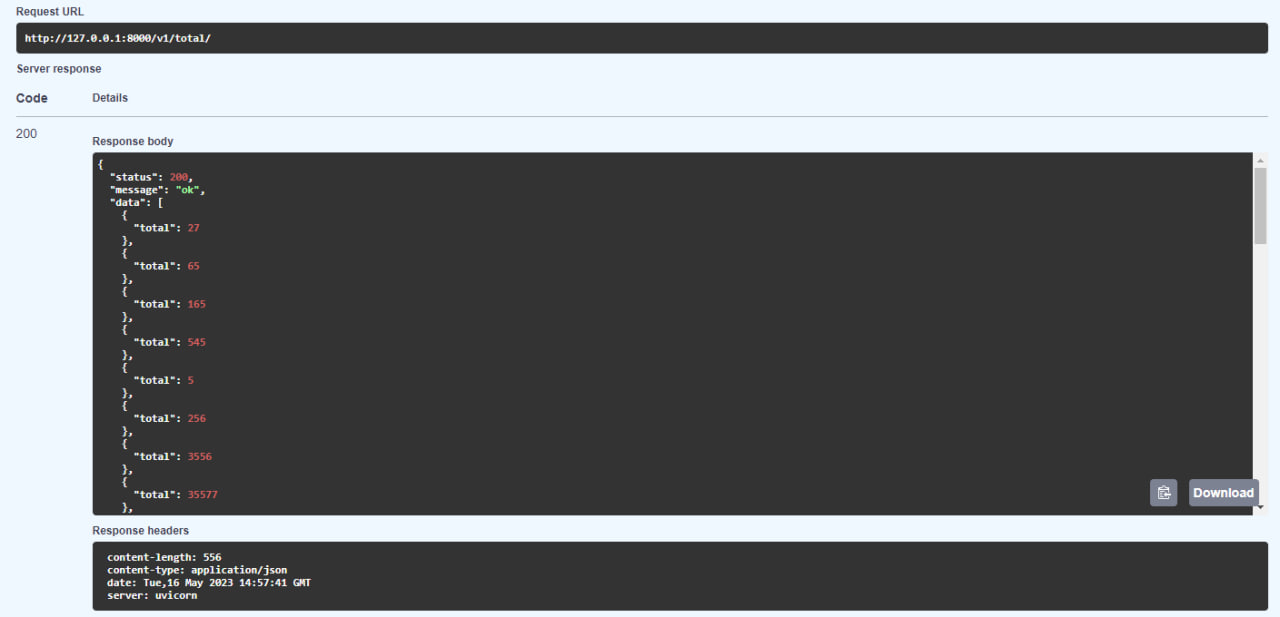 Request URL
http://127.0.0.1:8000/v1/total/
Server response
Code Details
200
Response body
{
"status": 200,
"message": "ok",
"data": [
{
"total": 27
},
{
"total": 65
},
{
"total": 165
},
{
"total": 545
},
{
"total": 5
},
{
"total": 256
},
{
"total": 3556
},
{
"total": 35577
},
Download
Response headers
content-length: 556
content-type: application/json
date: Tue,16 May 2023 14:57:41 GMT
server: uvicorn